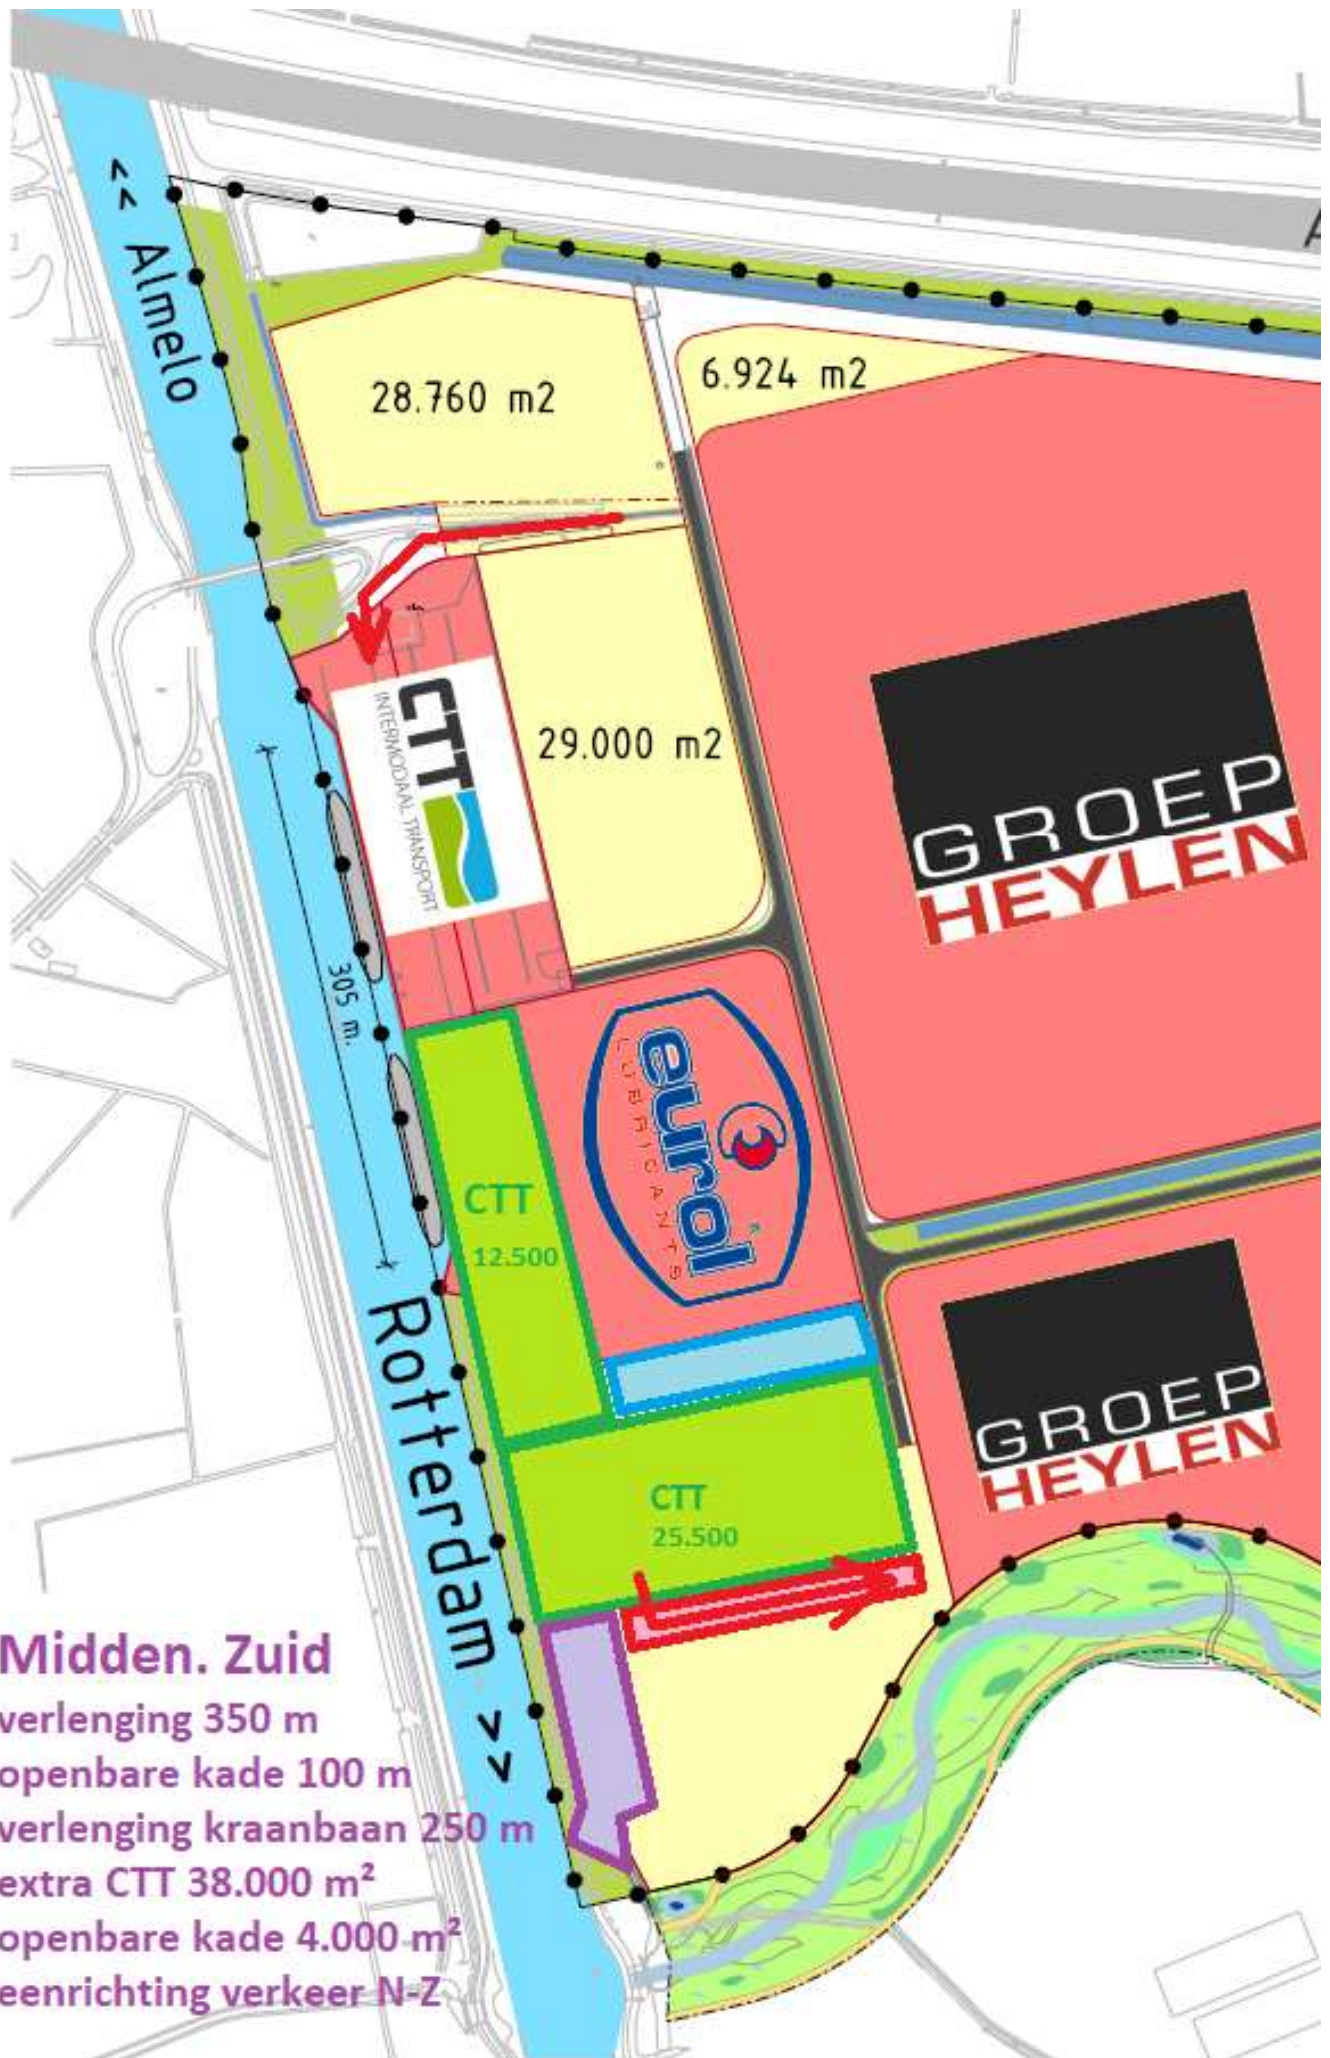 << Almelo
28.760 m2
6.924 m2
CTT
INTERMODAAL TRANSPORT
29.000 m2
GROEP
HEYLEN
305 m.
eurol
LUBRICANTS
CTT
12.500
GROEP
HEYLEN
Rotterdam >>
CTT
25.500
Midden. Zuid
verlenging 350 m
openbare kade 100 m
verlenging kraanbaan 250 m
extra CTT 38.000 m²
openbare kade 4.000 m²
eenrichting verkeer N-Z